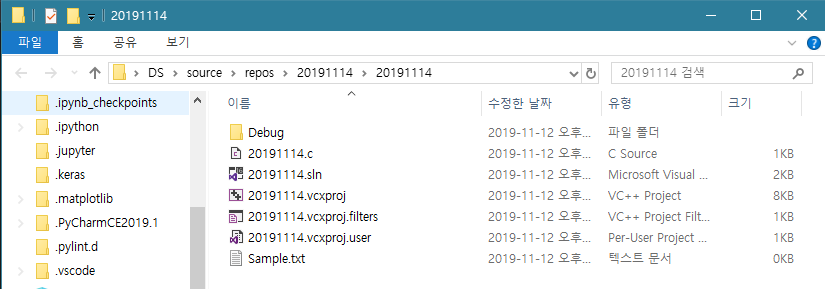 20191114
파일 홈 공유 보기
DS source repos 20191114 20191114 20191114 검색
이름 수정한 날짜 유형 크기
.ipynb_checkpoints
.ipython
.jupyter
.keras
.matplotlib
.PyCharmCE2019.1
.pylint.d
.vscode
Debug 2019-11-12 오후... 파일 폴더
20191114.c 2019-11-12 오후... C Source 1KB
20191114.sln 2019-11-12 오후... Microsoft Visual ... 2KB
20191114.vcxproj 2019-11-12 오후... VC++ Project 8KB
20191114.vcxproj.filters 2019-11-12 오후... VC++ Project Filt... 1KB
20191114.vcxproj.user 2019-11-12 오후... Per-User Project ... 1KB
Sample.txt 2019-11-12 오후... 텍스트 문서 0KB